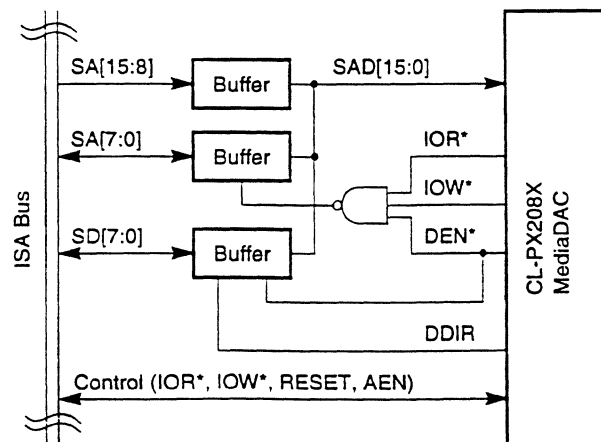 SA[15:8]
Buffer
SAD[15:0]
SA[7:0]
Buffer
IOR*
IOW*
SD[7:0]
Buffer
DEN*
DDIR
Control (IOR*, IOW*, RESET, AEN)
ISA Bus
CL-PX208X
MediaDAC